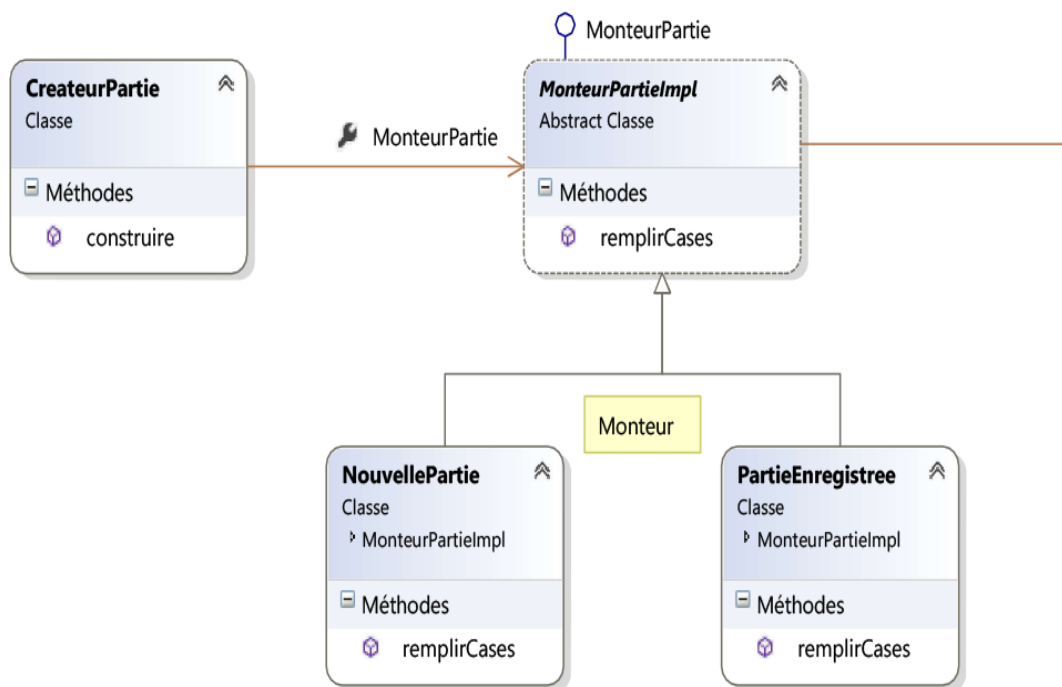 MonteurPartie
CreateurPartie
Classe
Méthodes
construire
MonteurPartie
MonteurPartieImpl
Abstract Classe
Méthodes
remplirCases
Monteur
NouvellePartie
Classe
MonteurPartieImpl
Méthodes
remplirCases
PartieEnregistree
Classe
MonteurPartieImpl
Méthodes
remplirCases